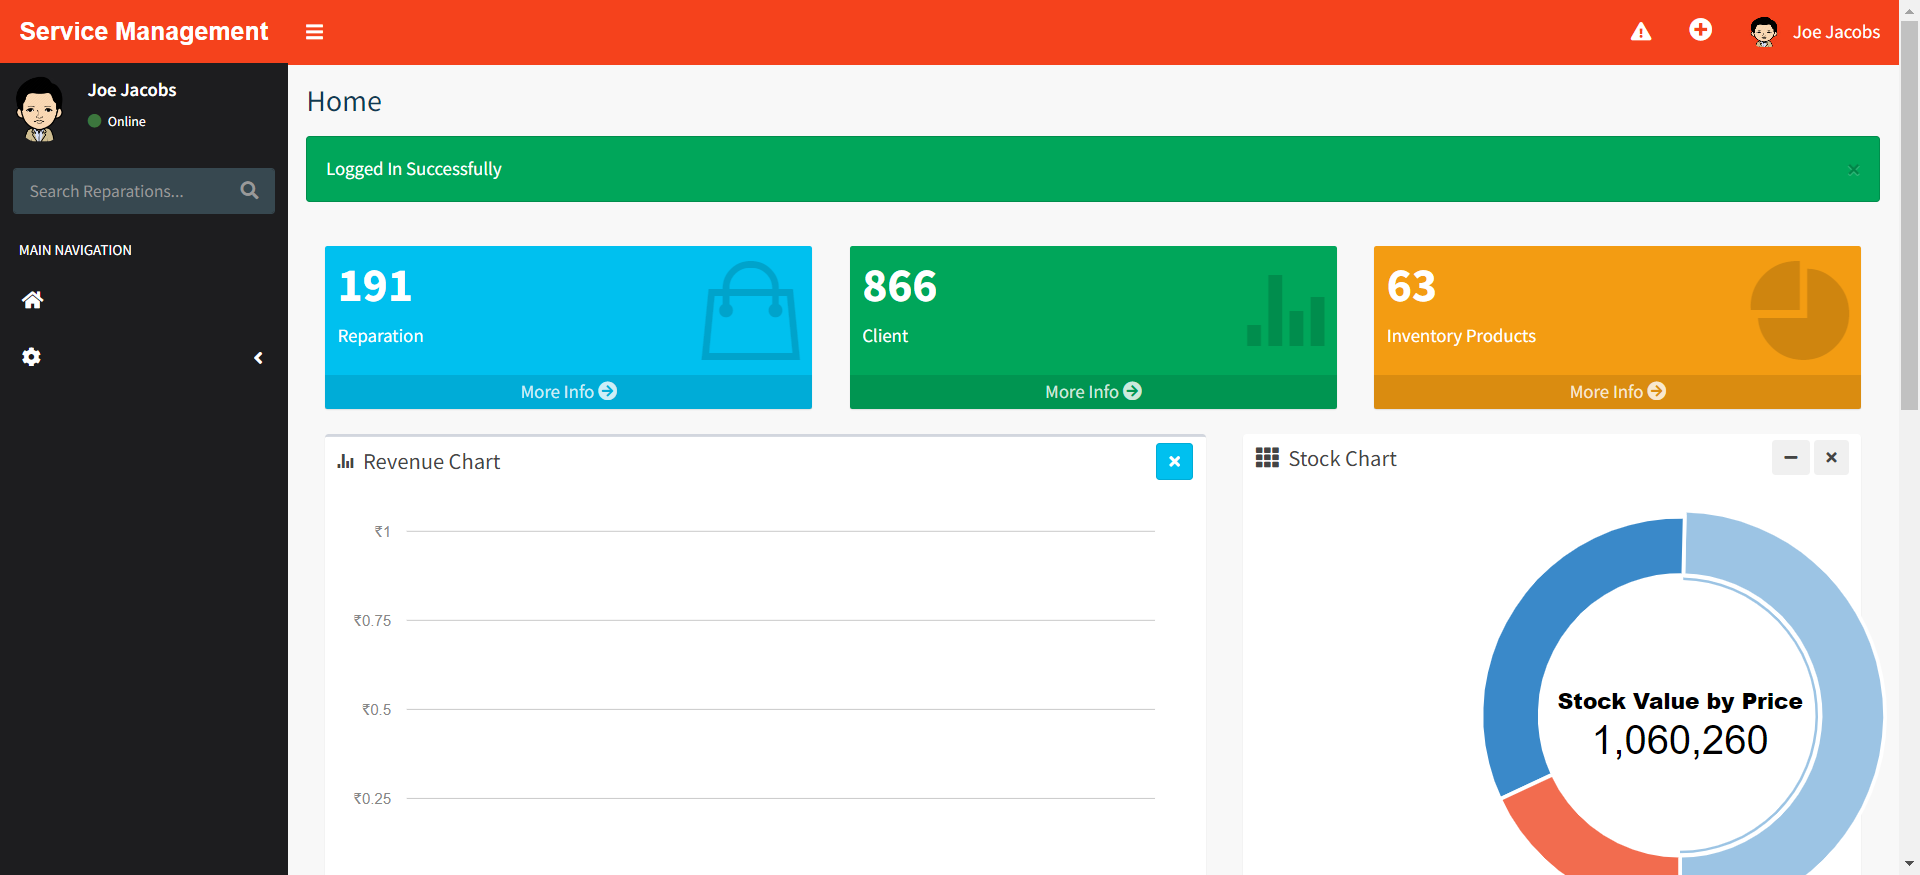 Service Management
Joe Jacobs
Joe Jacobs
Online
Search Reparations...
MAIN NAVIGATION
Home
Logged In Successfully
×
191
Reparation
More Info
866
Client
More Info
63
Inventory Products
More Info
Revenue Chart
₹1
₹0.75
₹0.5
₹0.25
Stock Chart
Stock Value by Price
1,060,260